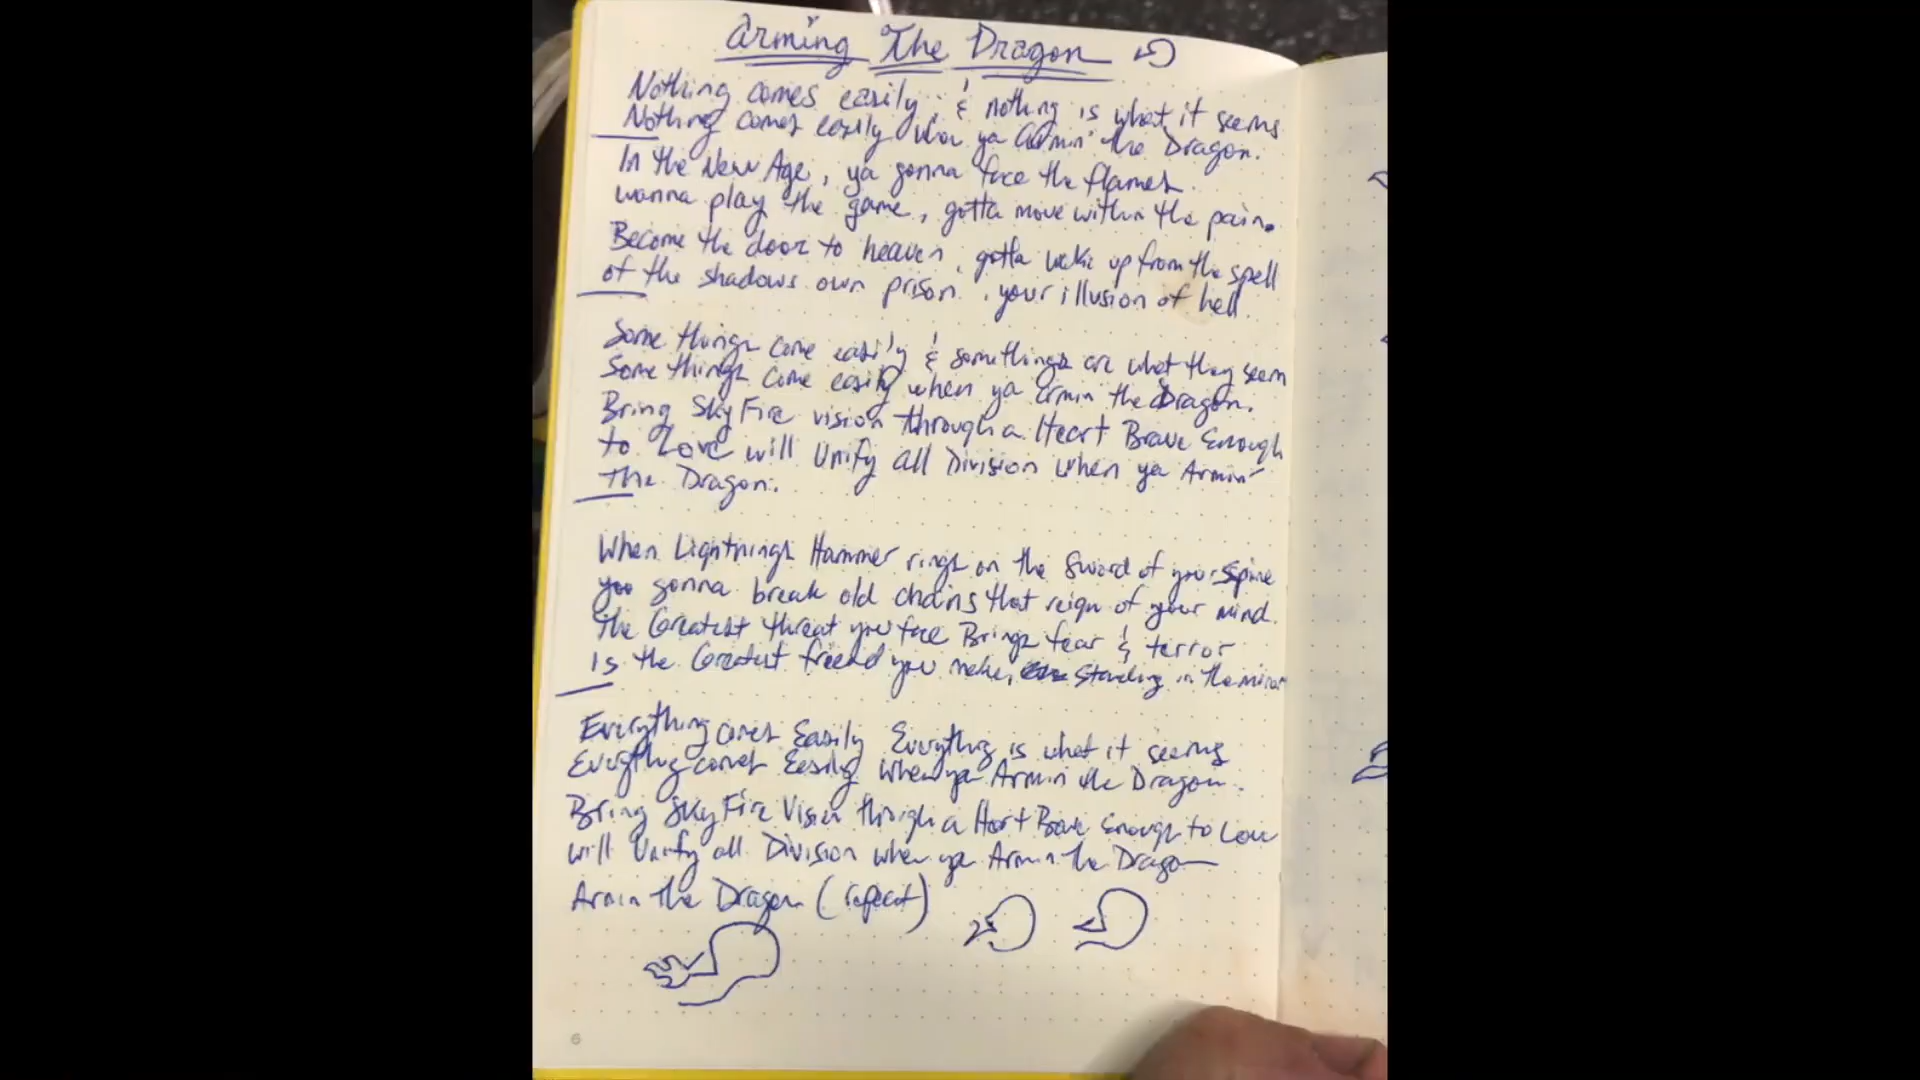 Arming The Dragon
Nothing comes easily & nothing is what it seems
Nothing comes easily when ya Armin' the Dragon.
In the New Age, ya gonna face the flames
wanna play the game, gotta move within the pain.
Become the door to heaven, gotta wake up from the spell
of the shadows own prison, your illusion of hell.
Some things come easily & somethings are what they seem
Some things come easily when ya armin the Dragon.
Bring SkyFire vision through a Heart Brave Enough
to Love will Unify all Division when ya Armin'
The Dragon.
When Lightnings Hammer rings on the Sword of your Spine
you gonna break old chains that reign of your mind.
The Greatest threat you face Brings fear & terror
Is the Greatest friend you make, standing in the mirror
Everything comes Easily Everything is what it seems
Everything comes Easily when ya Armin the Dragon.
Bring SkyFire Vision through a Heart Brave Enough to Love
will Unify all Division when ya Armin the Dragon
Armin the Dragon (repeat)
6